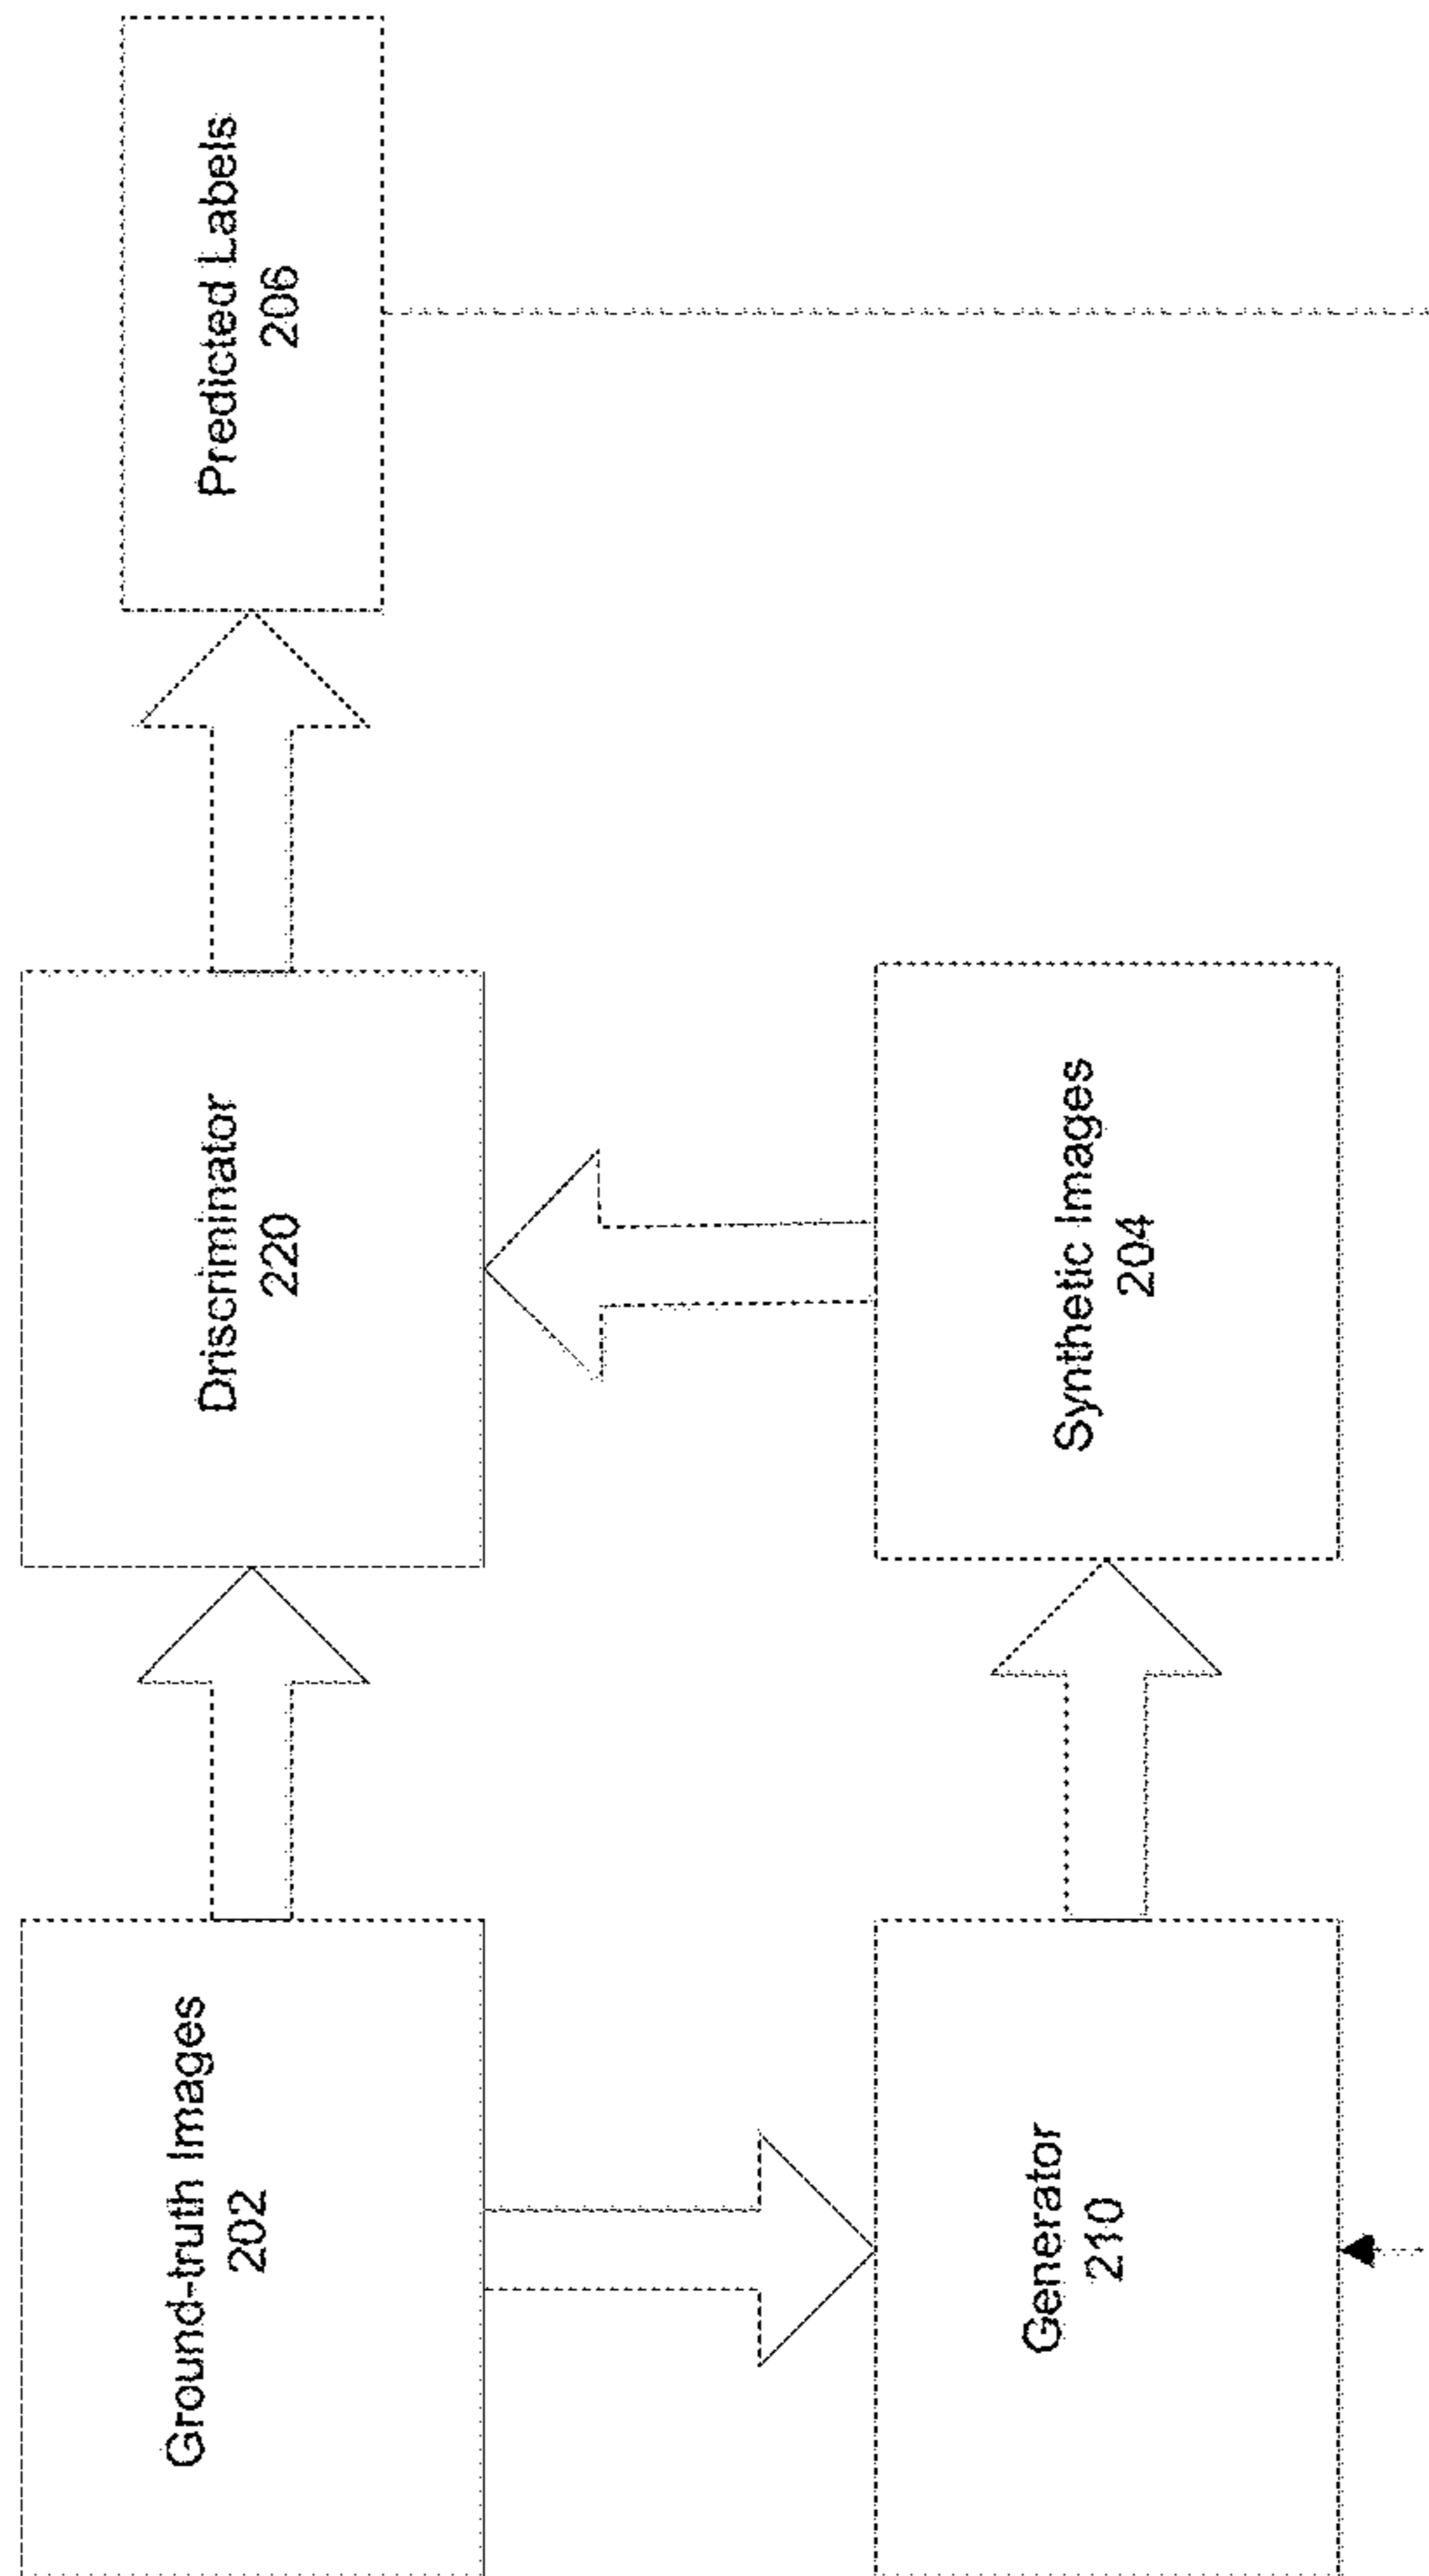 Ground-truth Images
202
Driscriminator
220
Predicted Labels
206
Generator
210
Synthetic Images
204